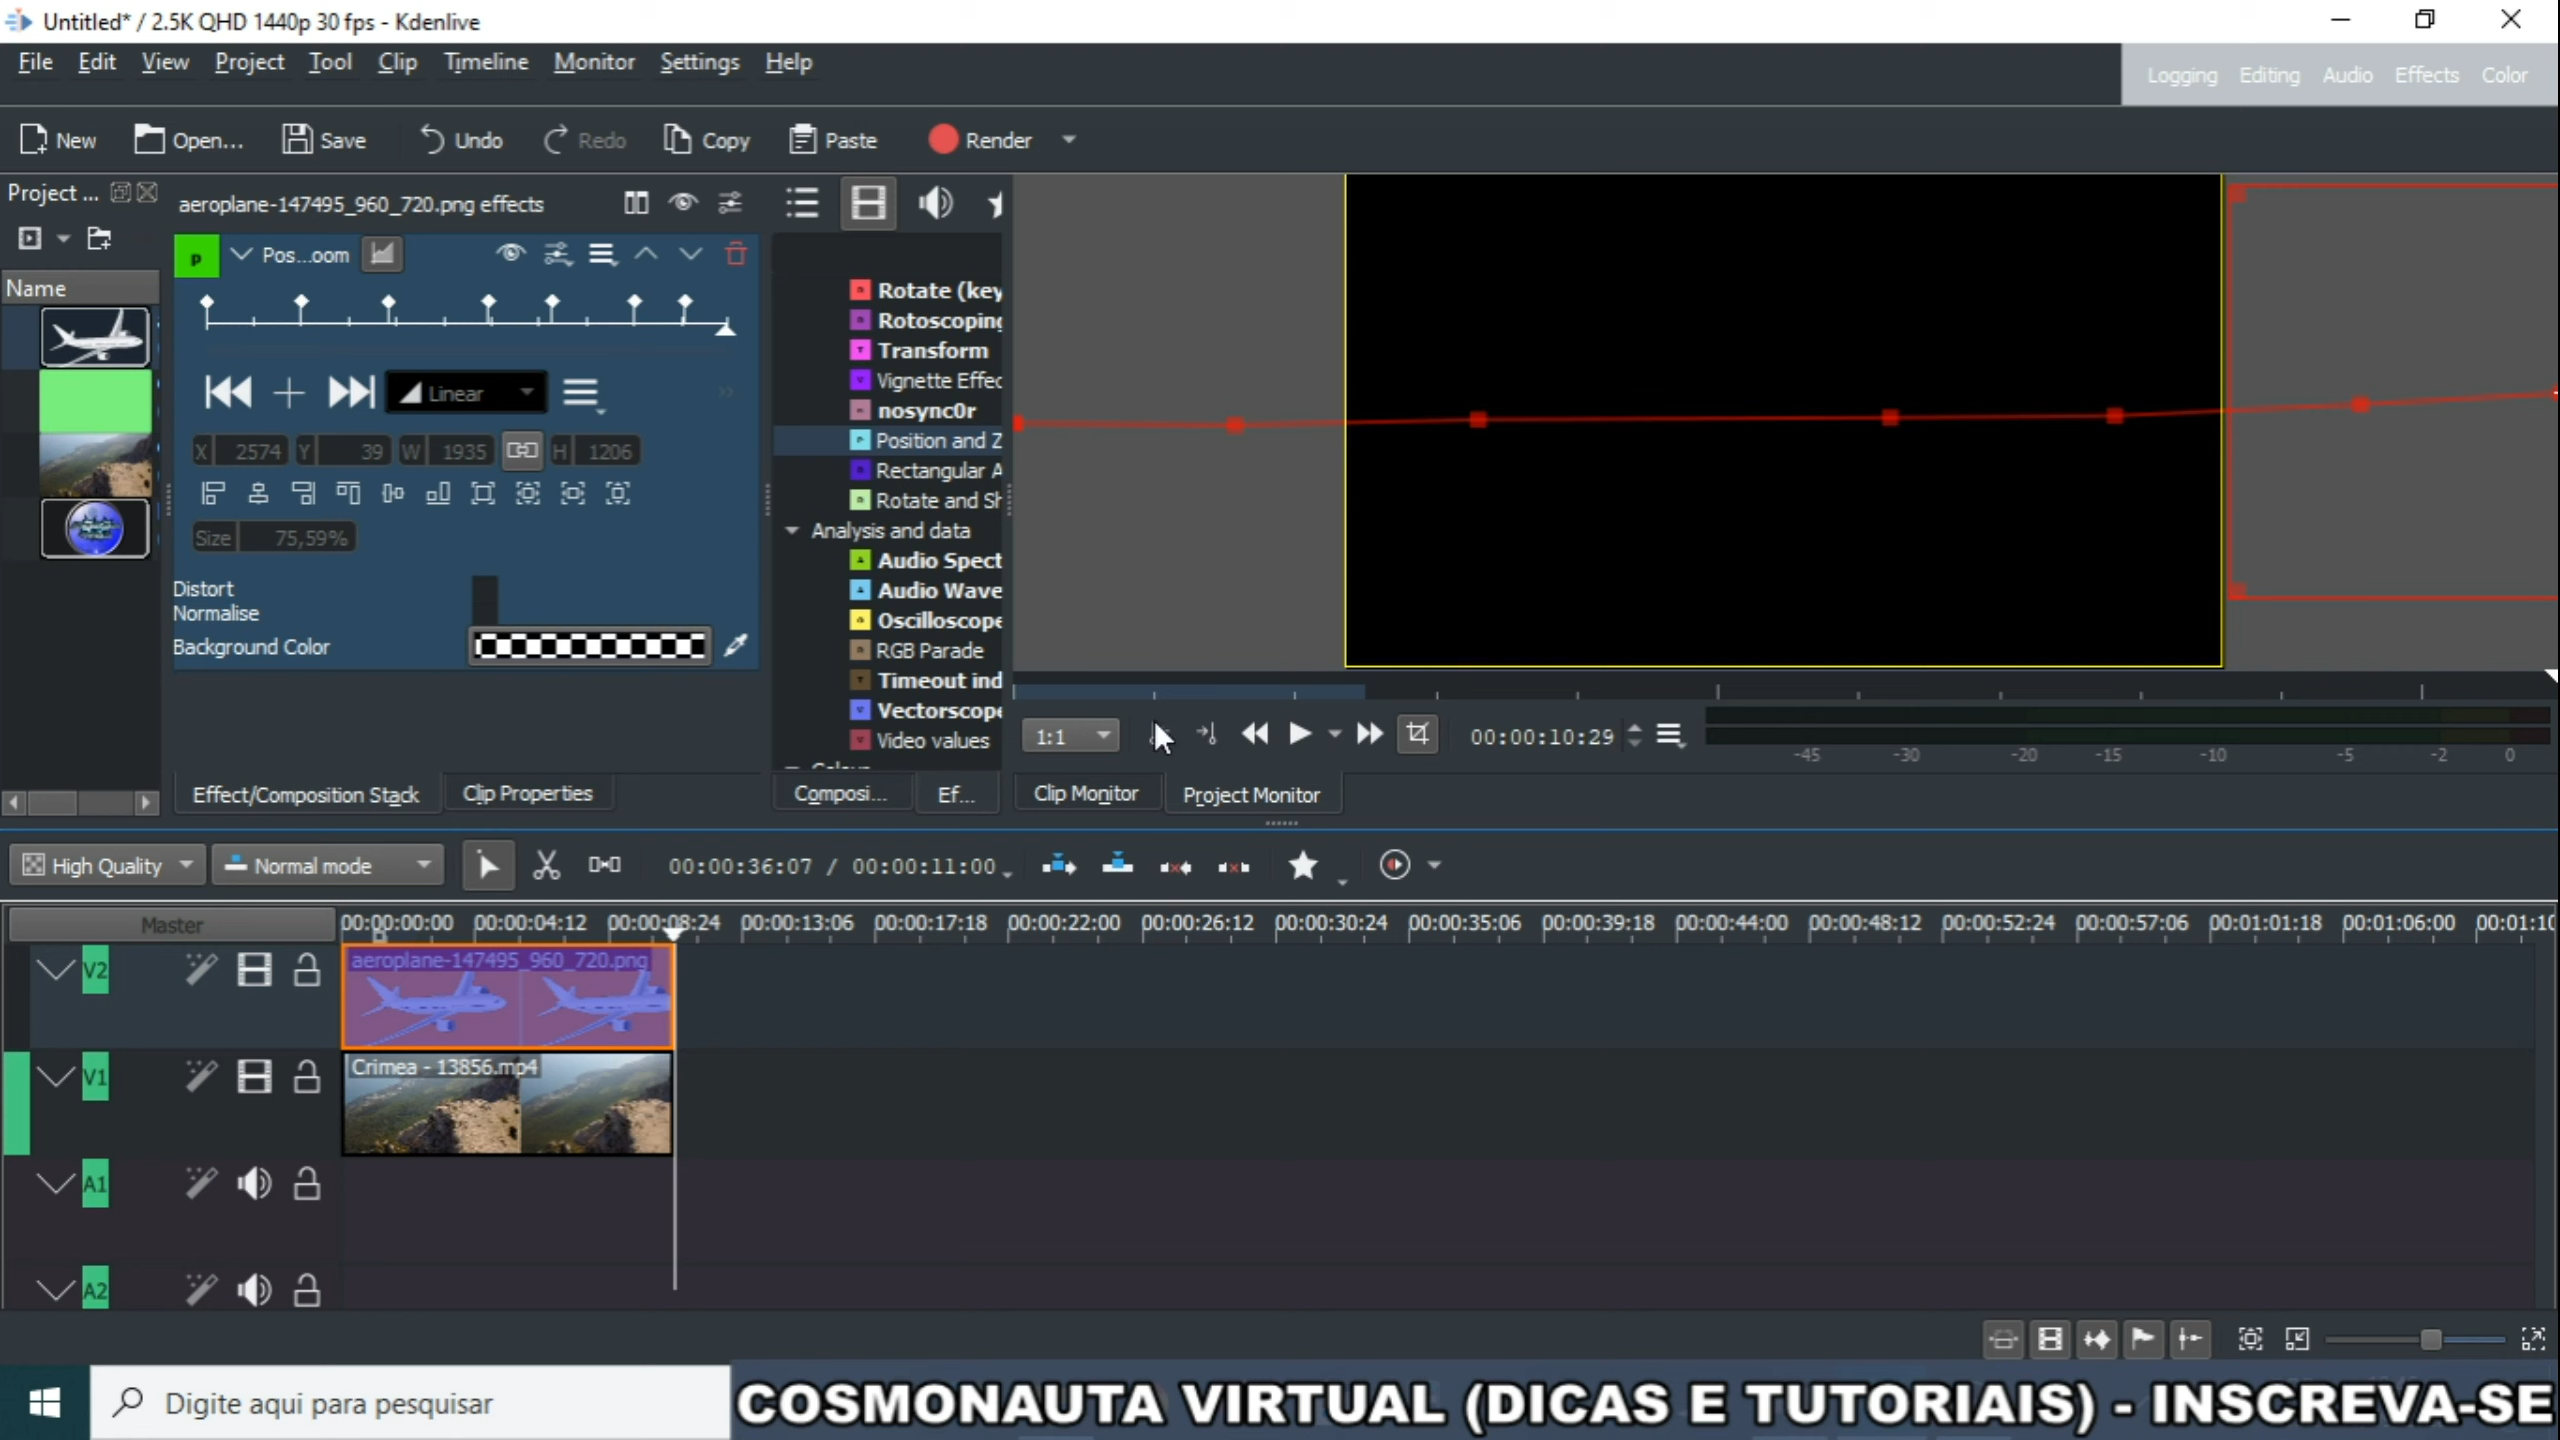 Untitled* / 2.5K QHD 1440p 30 fps - Kdenlive
File Edit View Project Tool Clip Timeline Monitor Settings Help
Logging Editing Audio Effects Color
New Open... Save Undo Redo Copy Paste Render
Project ...
aeroplane-147495_960_720.png effects
p Pos...oom
Name
Linear
X 2574 Y 39 W 1935 H 1206
Size 75,59%
Distort
Normalise
Background Color
Rotate (key
Rotoscoping
Transform
Vignette Effec
nosync0r
Position and Z
Rectangular A
Rotate and Sh
Analysis and data
Audio Spect
Audio Wave
Oscilloscope
RGB Parade
Timeout ind
Vectorscope
Video values
1:1
00:00:10:29
-45 -30 -20 -15 -10 -5 -2 0
Effect/Composition Stack Clip Properties
Composi... Ef...
Clip Monitor Project Monitor
High Quality Normal mode 00:00:36:07 / 00:00:11:00
Master
00:00:00:00 00:00:04:12 00:00:08:24 00:00:13:06 00:00:17:18 00:00:22:00 00:00:26:12 00:00:30:24 00:00:35:06 00:00:39:18 00:00:44:00 00:00:48:12 00:00:52:24 00:00:57:06 00:01:01:18 00:01:06:00 00:01:10
V2 aeroplane-147495_960_720.png
V1 Crimea - 13856.mp4
A1
A2
Digite aqui para pesquisar
COSMONAUTA VIRTUAL (DICAS E TUTORIAIS) - INSCREVA-SE